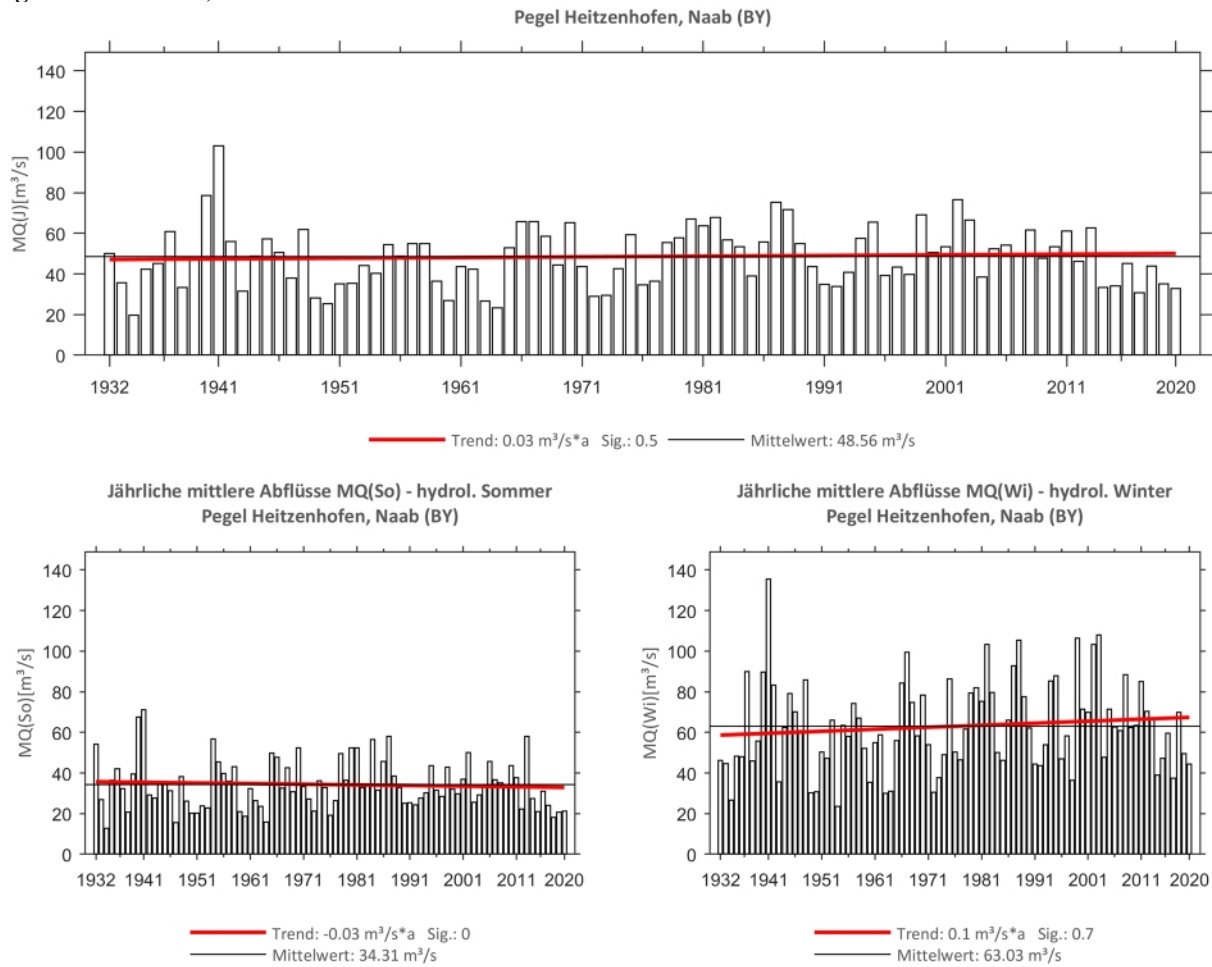 Pegel Heitzenhofen, Naab (BY)
MQ(J)[m³/s]
140
120
100
80
60
40
20
0
1932 1941 1951 1961 1971 1981 1991 2001 2011 2020
Trend: 0.03 m³/s*a Sig.: 0.5 Mittelwert: 48.56 m³/s
Jährliche mittlere Abflüsse MQ(So) - hydrol. Sommer
Pegel Heitzenhofen, Naab (BY)
MQ(So)[m³/s]
140
120
100
80
60
40
20
0
1932 1941 1951 1961 1971 1981 1991 2001 2011 2020
Trend: -0.03 m³/s*a Sig.: 0
Mittelwert: 34.31 m³/s
Jährliche mittlere Abflüsse MQ(Wi) - hydrol. Winter
Pegel Heitzenhofen, Naab (BY)
MQ(Wi)[m³/s]
140
120
100
80
60
40
20
0
1932 1941 1951 1961 1971 1981 1991 2001 2011 2020
Trend: 0.1 m³/s*a Sig.: 0.7
Mittelwert: 63.03 m³/s